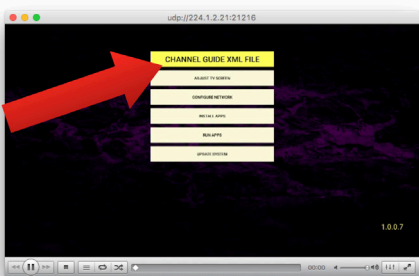 udp://224.1.2.21:21216
CHANNEL GUIDE XML FILE
ADJUST TV SCREEN
CONFIGURE NETWORK
INSTALL APPS
RUN APPS
UPDATE SYSTEM
1.0.0.7
00:00